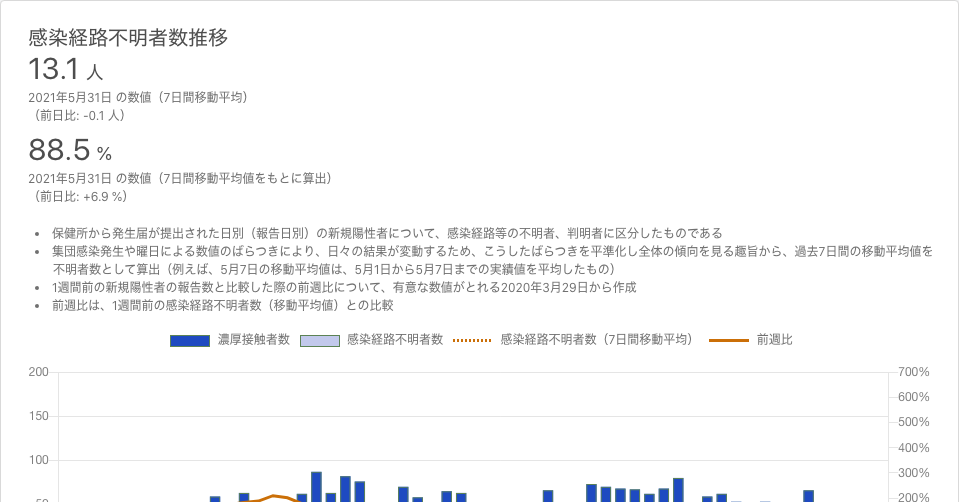 感染経路不明者数推移
13.1 人
2021年5月31日 の数値（7日間移動平均）
（前日比: -0.1 人）
88.5 %
2021年5月31日 の数値（7日間移動平均値をもとに算出）
（前日比: +6.9 %）
• 保健所から発生届が提出された日別（報告日別）の新規陽性者について、感染経路等の不明者、判明者に区分したものである
• 集団感染発生や曜日による数値のばらつきにより、日々の結果が変動するため、こうしたばらつきを平準化し全体の傾向を見る趣旨から、過去7日間の移動平均値を
不明者数として算出（例えば、5月7日の移動平均値は、5月1日から5月7日までの実績値を平均したもの）
• 1週間前の新規陽性者の報告数と比較した際の前週比について、有意な数値がとれる2020年3月29日から作成
• 前週比は、1週間前の感染経路不明者数（移動平均値）との比較
濃厚接触者数 感染経路不明者数 感染経路不明者数（7日間移動平均） 前週比
200 700%
600%
150
500%
400%
100
300%
50 200%